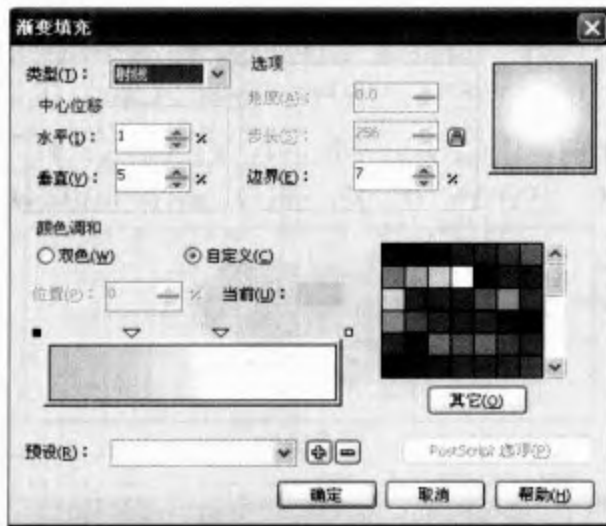 渐变填充
类型(T)： 射线
选项
中心位移
角度(A)： 0.0
水平(I)： 1 %
步长(S)： 256
垂直(V)： 5 %
边界(E)： 7 %
颜色调和
双色(W) 自定义(C)
位置(P)： 0 % 当前(U)：
其它(O)
预设(R)：
PostScript 选项(P)
确定 取消 帮助(H)